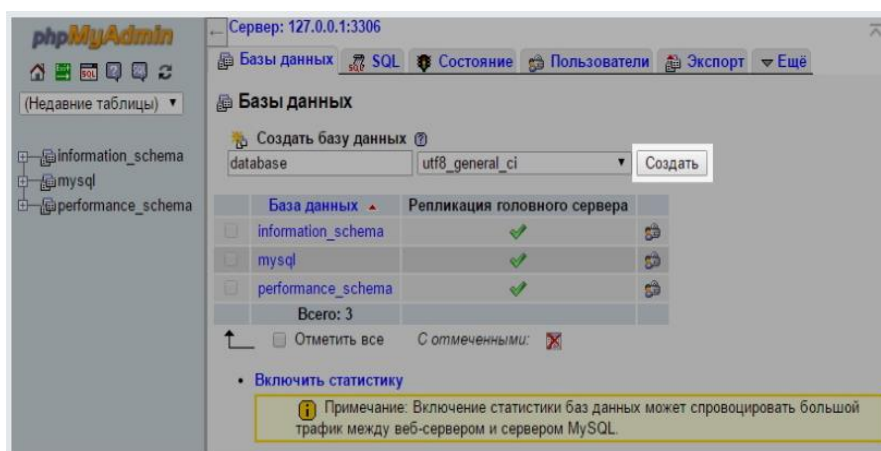 phpMyAdmin
(Недавние таблицы)
information_schema
mysql
performance_schema
Сервер: 127.0.0.1:3306
Базы данных SQL Состояние Пользователи Экспорт Ещё
Базы данных
Создать базу данных
database utf8_general_ci Создать
База данных Репликация головного сервера
information_schema
mysql
performance_schema
Всего: 3
Отметить все С отмеченными:
Включить статистику
Примечание: Включение статистики баз данных может спровоцировать большой
трафик между веб-сервером и сервером MySQL.